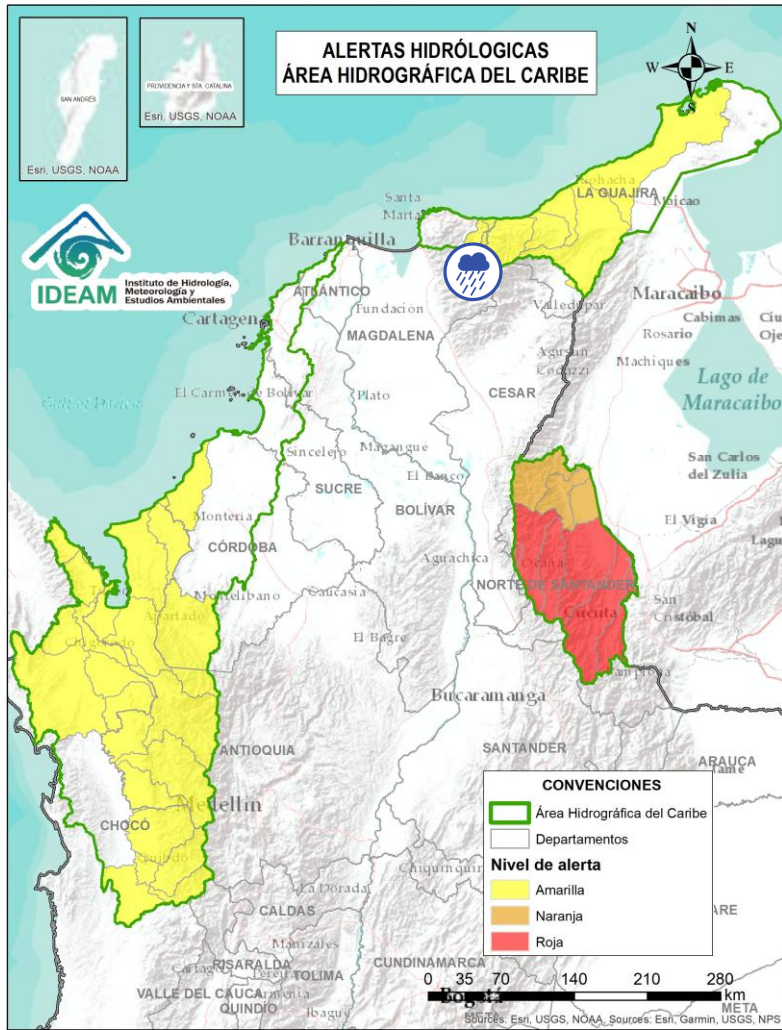 ALERTAS HIDRÓLOGICAS
ÁREA HIDROGRÁFICA DEL CARIBE
SAN ANDRÉS
Esri, USGS, NOAA
PROVIDENCIA Y STA. CATALINA
Esri, USGS, NOAA
N
W
E
S
IDEAM
Instituto de Hidrología,
Meteorología y
Estudios Ambientales
Santa
Marta
Barranquilla
LA GUAJIRA
Maicao
ATLÁNTICO
Cartagena
Fundación
MAGDALENA
Valledupar
Maracaibo
Cabimas
Rosario
Machiques
Agustín
Codazzi
CESAR
Lago de
Maracaibo
El Carmen de Bolívar
Plato
Sincelejo
Magangue
SUCRE
El Banco
BOLÍVAR
San Carlos
del Zulia
El Vigía
Montería
CÓRDOBA
Aguachica
Ocaña
NORTE DE SANTANDER
Cúcuta
San
Cristóbal
Montelíbano
Caucasia
El Bagre
Apartado
Chigorodó
Pamplona
Bucaramanga
SANTANDER
ANTIOQUIA
ARAUCA
Medellín
CHOCÓ
Quibdó
La Dorada
CALDAS
Manizales
RISARALDA
Pereira
TOLIMA
CUNDINAMARCA
VALLE DEL CAUCA
Armenia
QUINDÍO
Ibagué
Bogotá
META
META
CONVENCIONES
Área Hidrográfica del Caribe
Departamentos
Nivel de alerta
Amarilla
Naranja
Roja
0 35 70 140 210 280
km
Sources: Esri, USGS, NOAA, Sources: Esri, Garmin, USGS, NPS